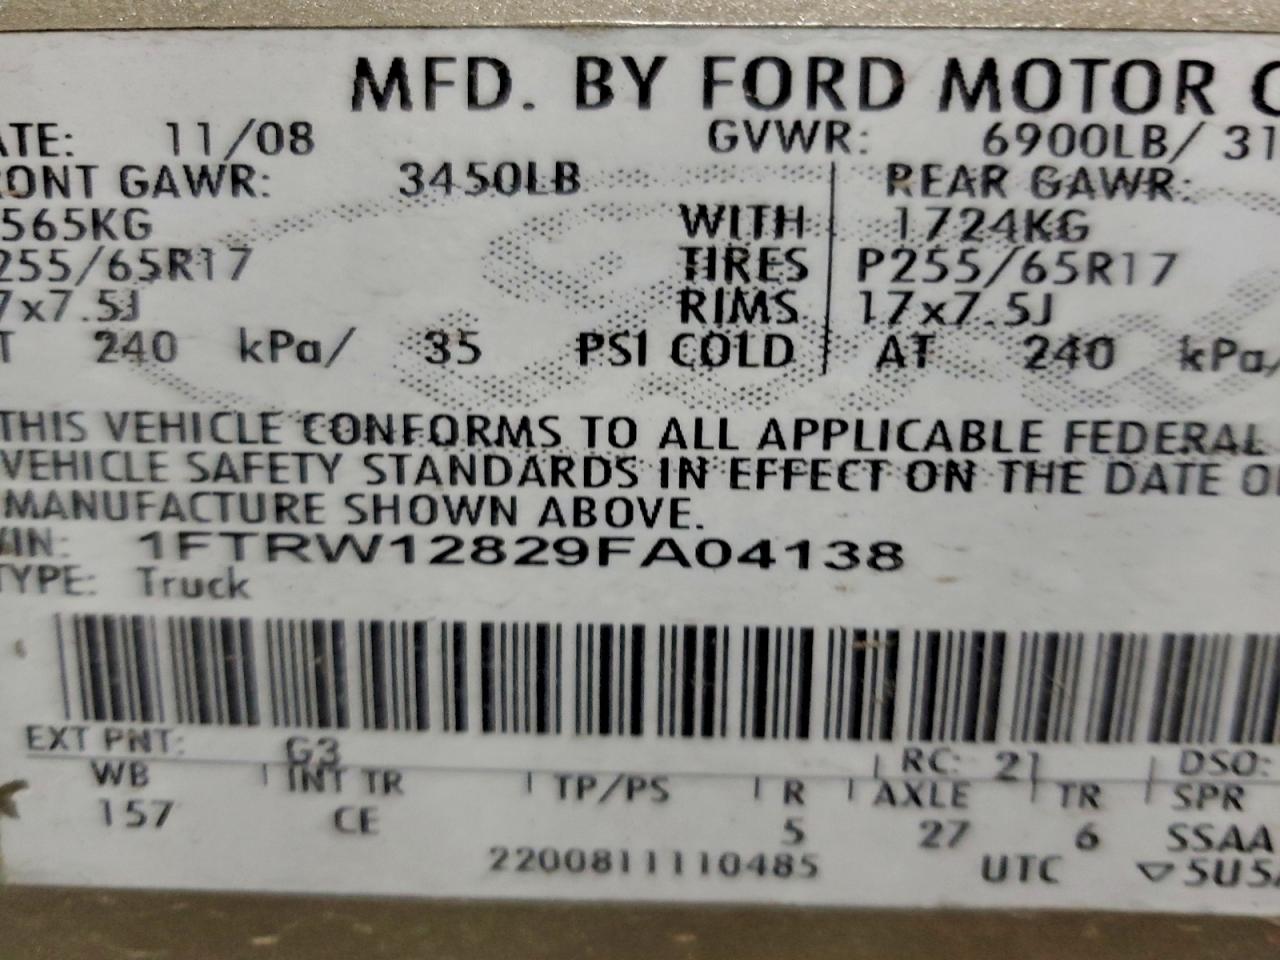 MFD. BY FORD MOTOR C
ATE: 11/08 GVWR: 6900LB/ 31
RONT GAWR: 3450LB REAR GAWR:
565KG WITH 1724KG
255/65R17 TIRES P255/65R17
7x7.5J RIMS 17x7.5J
T 240 kPa/ 35 PSI COLD AT 240 kPa/
THIS VEHICLE CONFORMS TO ALL APPLICABLE FEDERAL
VEHICLE SAFETY STANDARDS IN EFFECT ON THE DATE OF
MANUFACTURE SHOWN ABOVE.
VIN: 1FTRW12829FA04138
TYPE: Truck
EXT PNT: G3 RC: 21 DSO:
WB INT TR TP/PS R AXLE TR SPR
157 CE 5 27 6 SSAA
2200811110485 UTC ▽5U5A